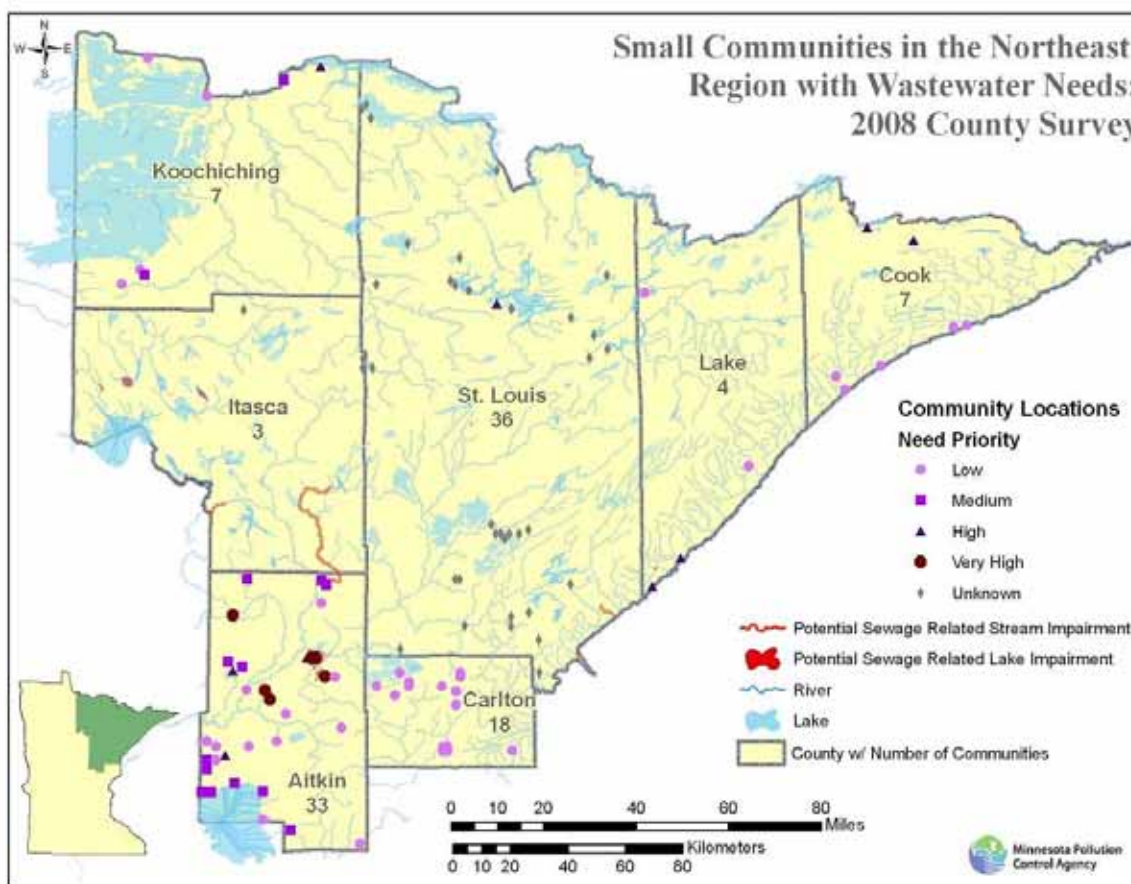 N
W E
S
Small Communities in the Northeast
Region with Wastewater Needs:
2008 County Survey
Koochiching
7
Cook
7
Lake
4
St. Louis
36
Itasca
3
Community Locations
Need Priority
Low
Medium
High
Very High
Unknown
Potential Sewage Related Stream Impairment
Potential Sewage Related Lake Impairment
River
Lake
County w/ Number of Communities
Carlton
18
Aitkin
33
0 10 20 40 60 80
Miles
Kilometers
0 10 20 40 60 80
Minnesota Pollution
Control Agency